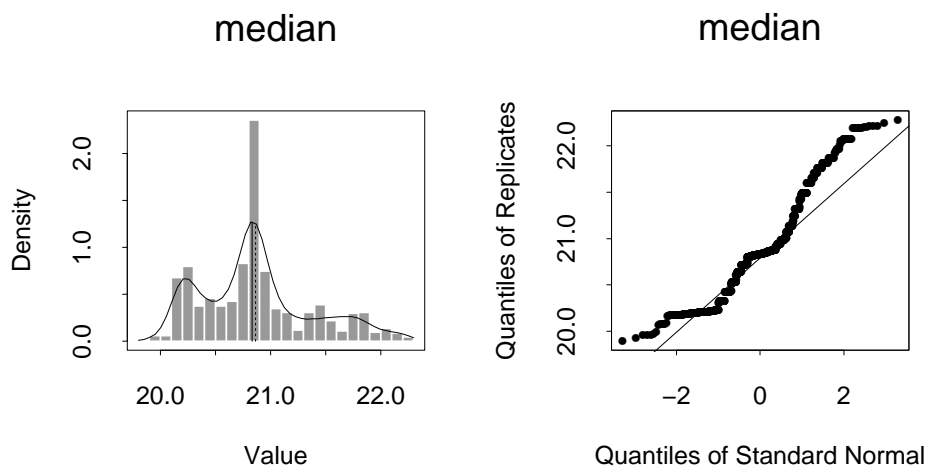 median
Density
0.0 1.0 2.0
20.0 21.0 22.0
Value
median
Quantiles of Replicates
20.0 21.0 22.0
−2 0 2
Quantiles of Standard Normal